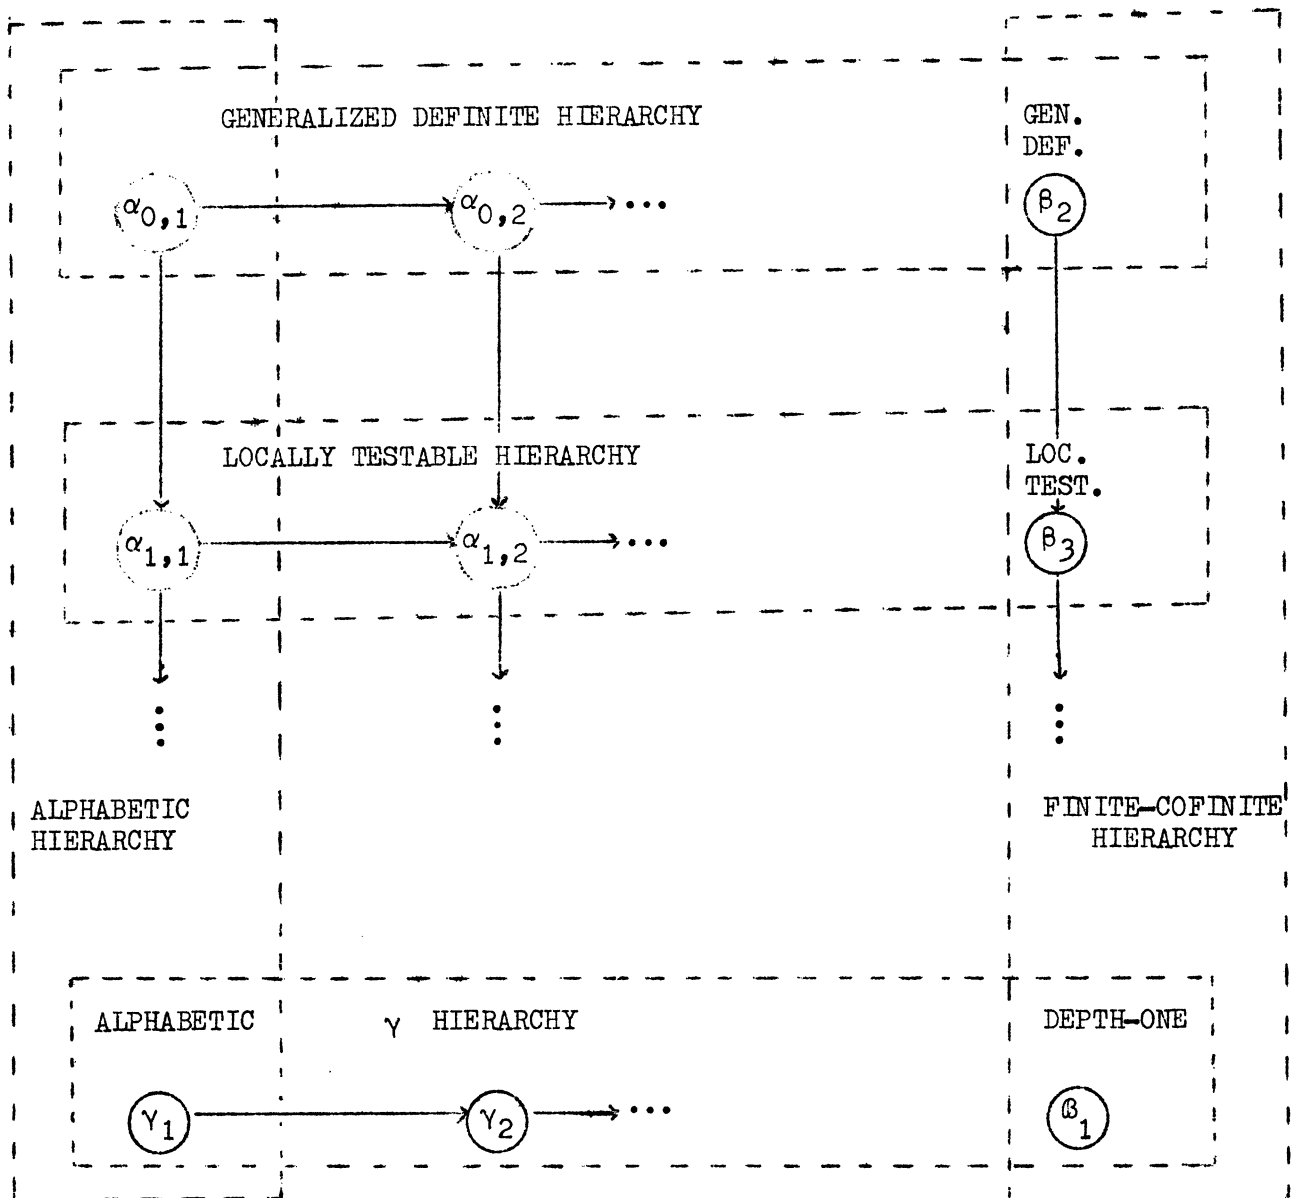 GENERALIZED DEFINITE HIERARCHY
GEN.
DEF.
α0,1
α0,2
...
β2
LOCALLY TESTABLE HIERARCHY
LOC.
TEST.
α1,1
α1,2
...
β3
ALPHABETIC
HIERARCHY
FINITE-COFINITE
HIERARCHY
ALPHABETIC
γ HIERARCHY
DEPTH-ONE
γ1
γ2
...
β1